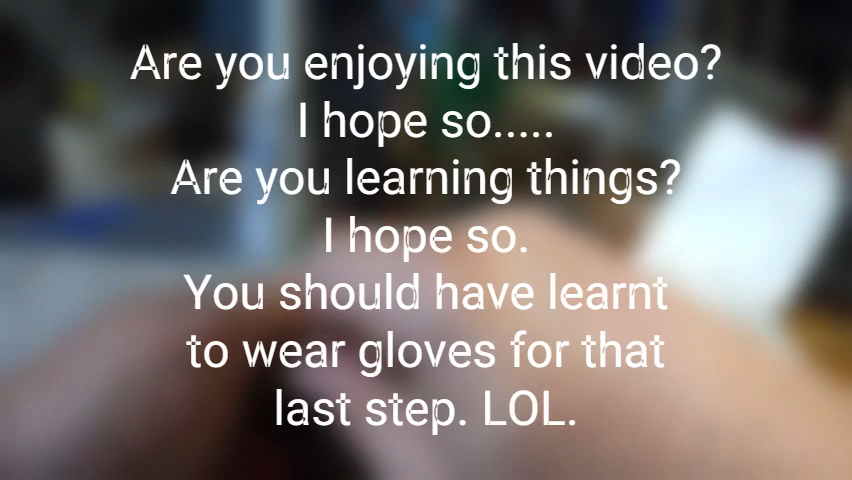 Are you enjoying this video?
I hope so.....
Are you learning things?
I hope so.
You should have learnt
to wear gloves for that
last step. LOL.